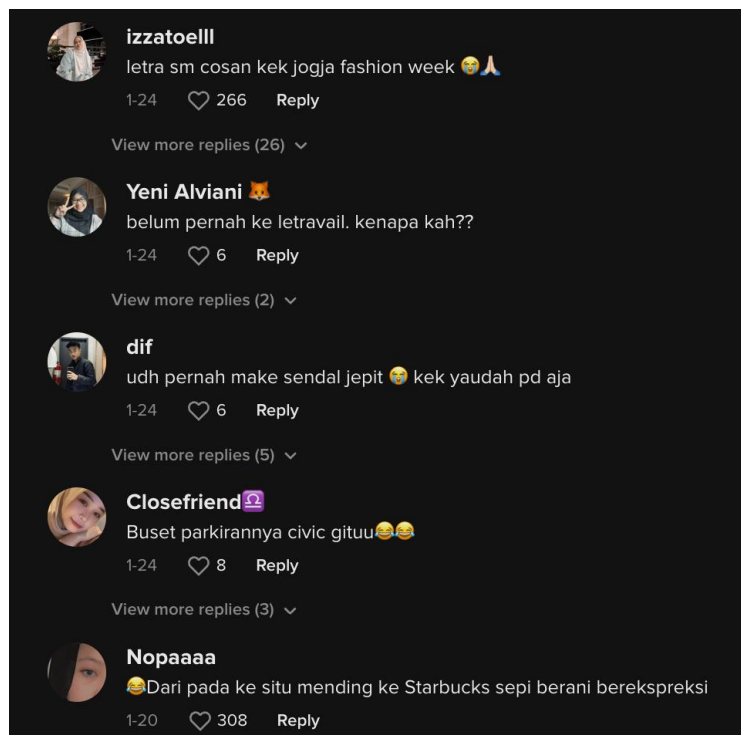 izzatoelll
letra sm cosan kek jogja fashion week 😭🙏🏻
1-24 266 Reply
View more replies (26)
Yeni Alviani 🦊
belum pernah ke letravail. kenapa kah??
1-24 6 Reply
View more replies (2)
dif
udh pernah make sendal jepit 😭 kek yaudah pd aja
1-24 6 Reply
View more replies (5)
Closefriend♎
Buset parkirannya civic gituu😂😂
1-24 8 Reply
View more replies (3)
Nopaaaa
😂Dari pada ke situ mending ke Starbucks sepi berani berekspreksi
1-20 308 Reply